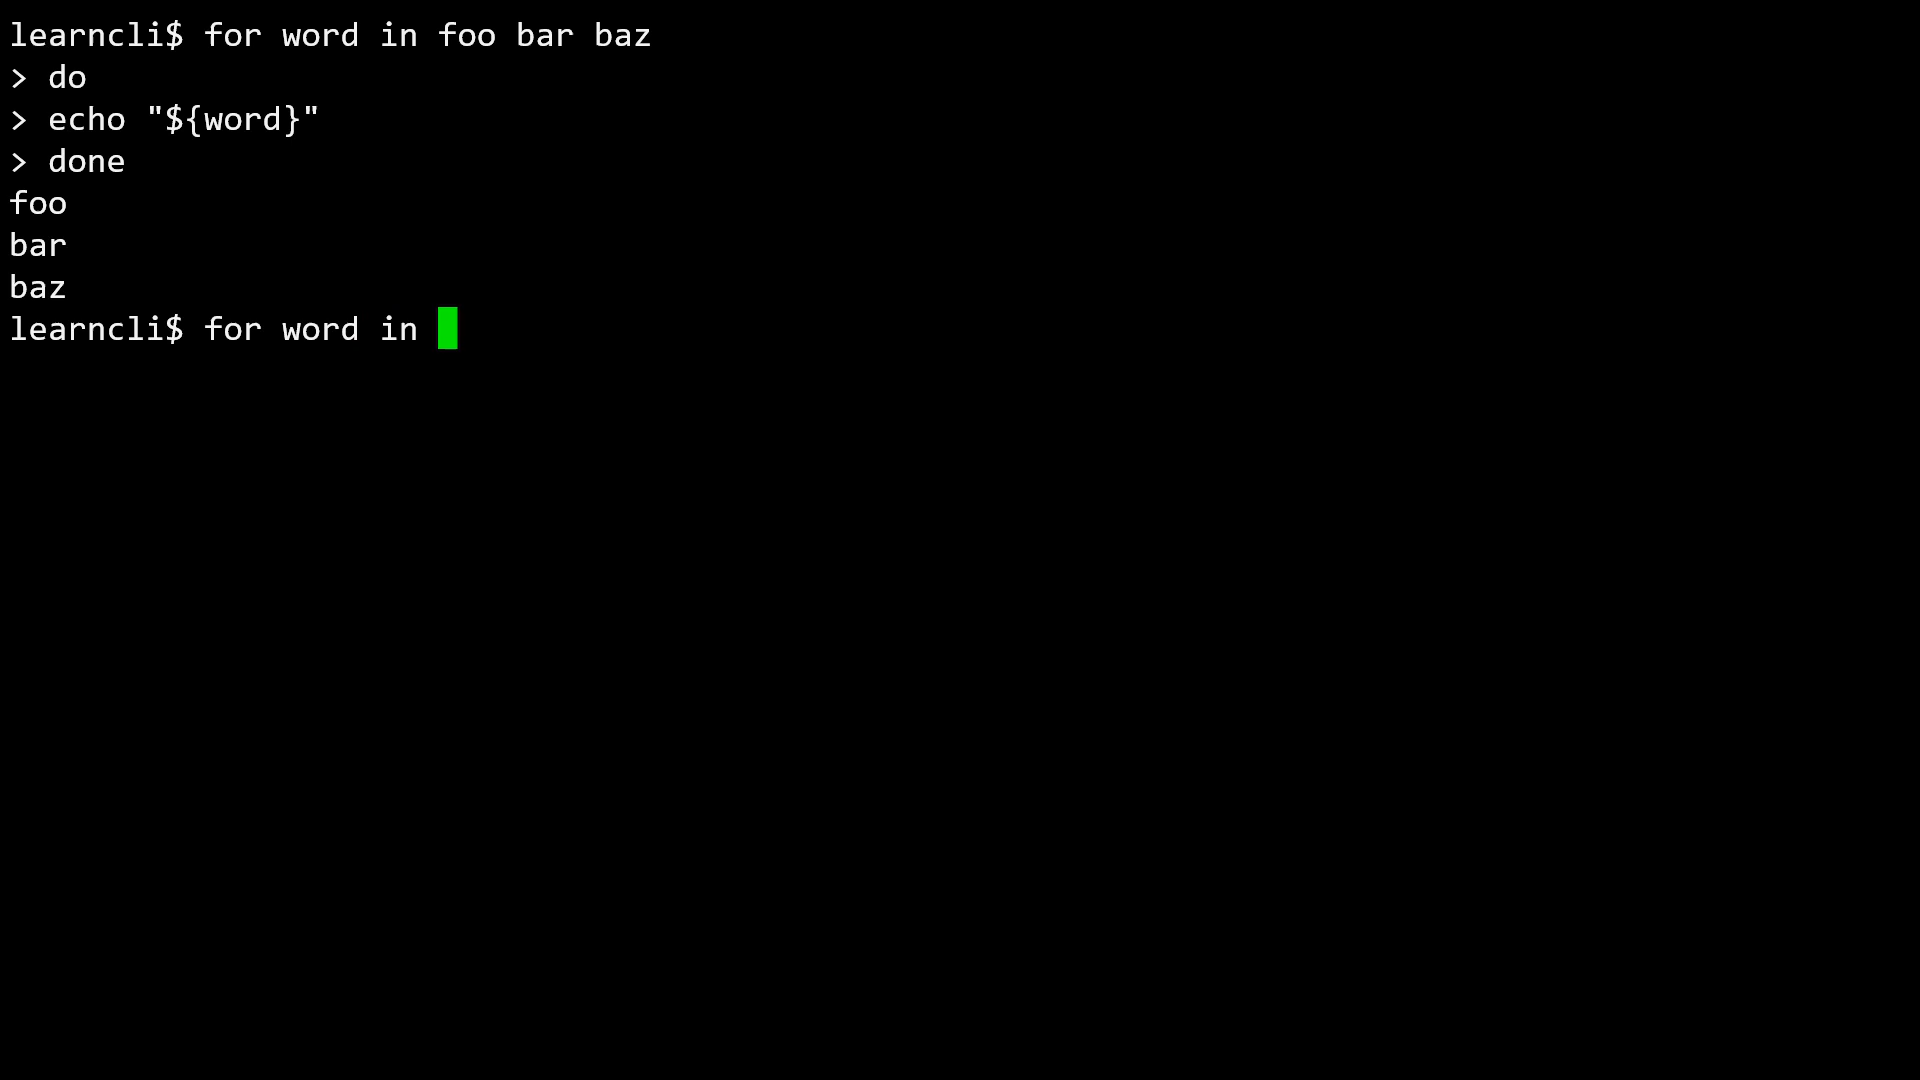 learncli$ for word in foo bar baz
> do
> echo "${word}"
> done
foo
bar
baz
learncli$ for word in